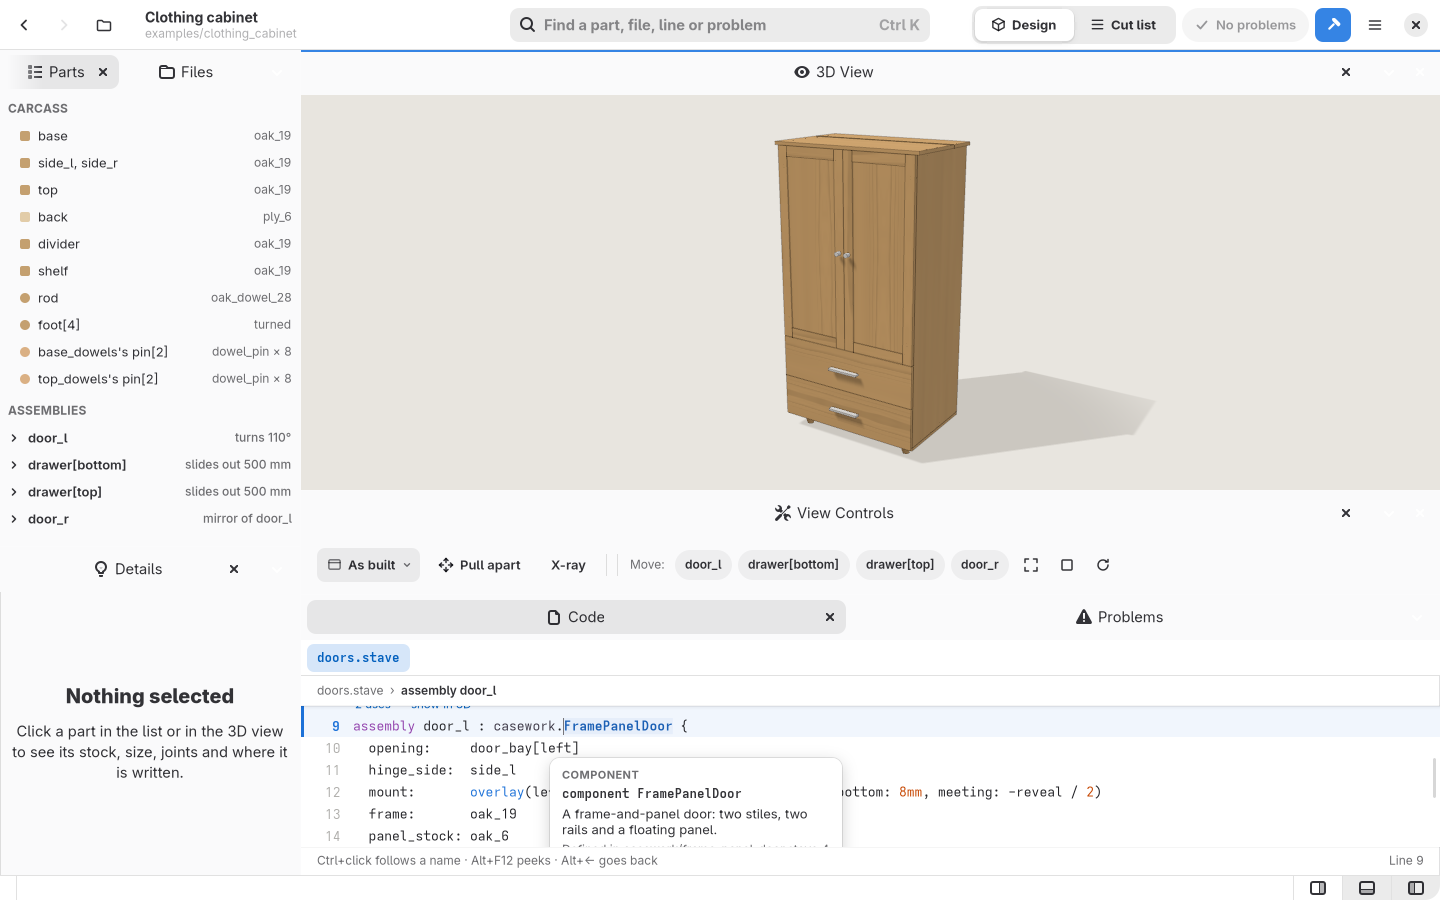 Clothing cabinet
examples/clothing_cabinet
Find a part, file, line or problem
Ctrl K
Design
Cut list
No problems
Parts
Files
3D View
CARCASS
base oak_19
side_l, side_r oak_19
top oak_19
back ply_6
divider oak_19
shelf oak_19
rod oak_dowel_28
foot[4] turned
base_dowels's pin[2] dowel_pin × 8
top_dowels's pin[2] dowel_pin × 8
ASSEMBLIES
door_l turns 110°
drawer[bottom] slides out 500 mm
drawer[top] slides out 500 mm
door_r mirror of door_l
View Controls
As built
Pull apart
X-ray
Move: door_l drawer[bottom] drawer[top] door_r
Details
Nothing selected
Click a part in the list or in the 3D view
to see its stock, size, joints and where it
is written.
Code
Problems
doors.stave
doors.stave › assembly door_l
9 assembly door_l : casework.FramePanelDoor {
10 opening: door_bay[left]
11 hinge_side: side_l
12 mount: overlay( 8mm, meeting: -reveal / 2)
13 frame: oak_19
14 panel_stock: oak_6
COMPONENT
component FramePanelDoor
A frame-and-panel door: two stiles, two
rails and a floating panel.
Ctrl+click follows a name · Alt+F12 peeks · Alt+← goes back
Line 9